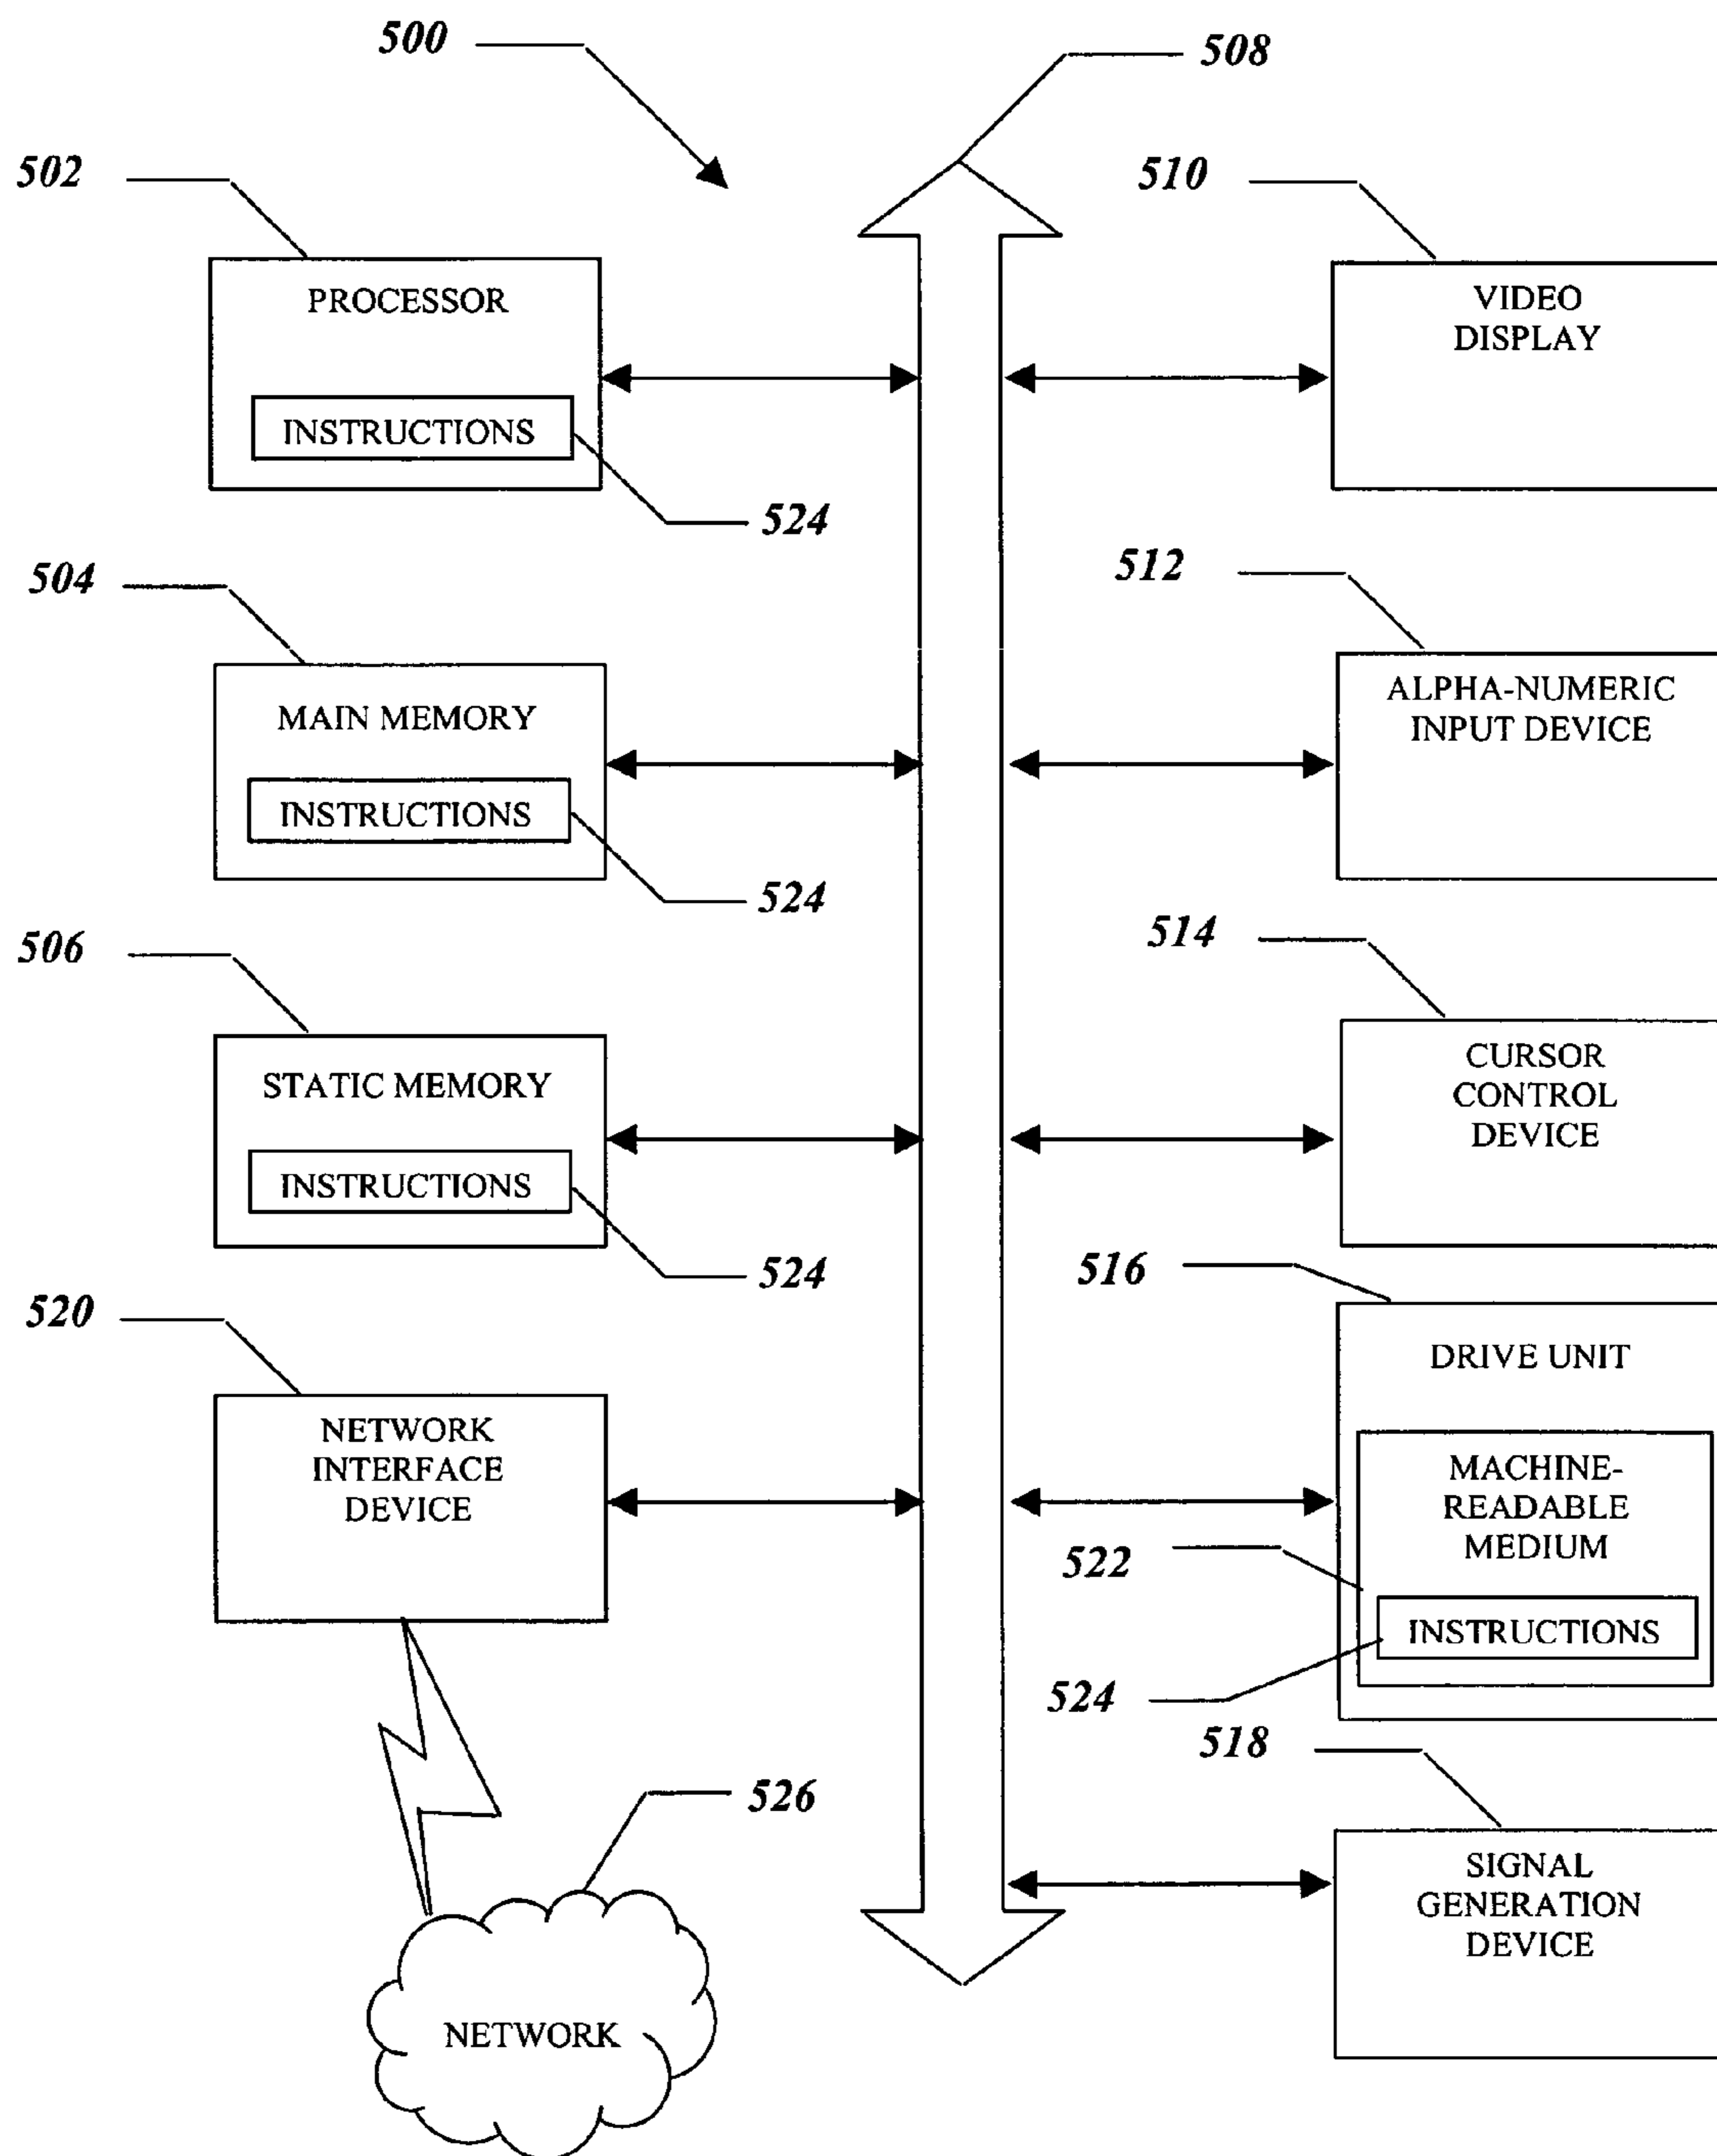 500
508
502
510
PROCESSOR
INSTRUCTIONS
524
VIDEO
DISPLAY
504
512
MAIN MEMORY
INSTRUCTIONS
524
ALPHA-NUMERIC
INPUT DEVICE
506
514
STATIC MEMORY
INSTRUCTIONS
524
CURSOR
CONTROL
DEVICE
520
516
NETWORK
INTERFACE
DEVICE
DRIVE UNIT
MACHINE-
READABLE
MEDIUM
522
INSTRUCTIONS
524
518
526
SIGNAL
GENERATION
DEVICE
NETWORK